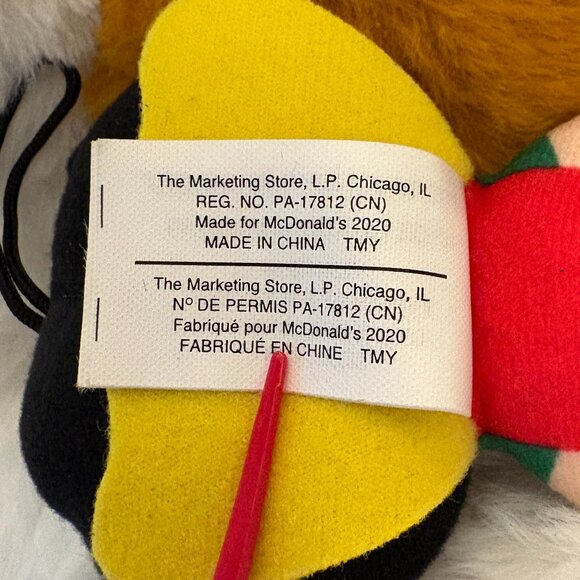 The Marketing Store, L.P. Chicago, IL
REG. NO. PA-17812 (CN)
Made for McDonald's 2020
MADE IN CHINA TMY
The Marketing Store, L.P. Chicago, IL
Nº DE PERMIS PA-17812 (CN)
Fabriqué pour McDonald's 2020
FABRIQUÉ EN CHINE TMY